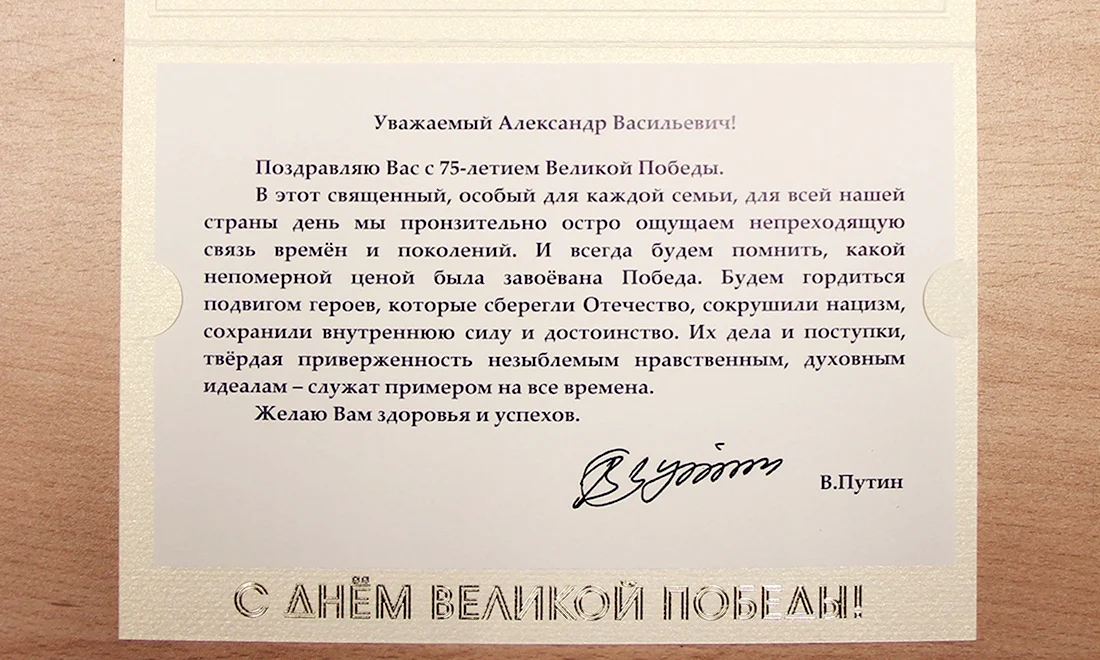 Уважаемый Александр Васильевич!
Поздравляю Вас с 75-летием Великой Победы.
В этот священный, особый для каждой семьи, для всей нашей
страны день мы пронзительно остро ощущаем непреходящую
связь времён и поколений. И всегда будем помнить, какой
непомерной ценой была завоёвана Победа. Будем гордиться
подвигом героев, которые сберегли Отечество, сокрушили нацизм,
сохранили внутреннюю силу и достоинство. Их дела и поступки,
твёрдая приверженность незыблемым нравственным, духовным
идеалам – служат примером на все времена.
Желаю Вам здоровья и успехов.
В.Путин
С ДНЁМ ВЕЛИКОЙ ПОБЕДЫ!